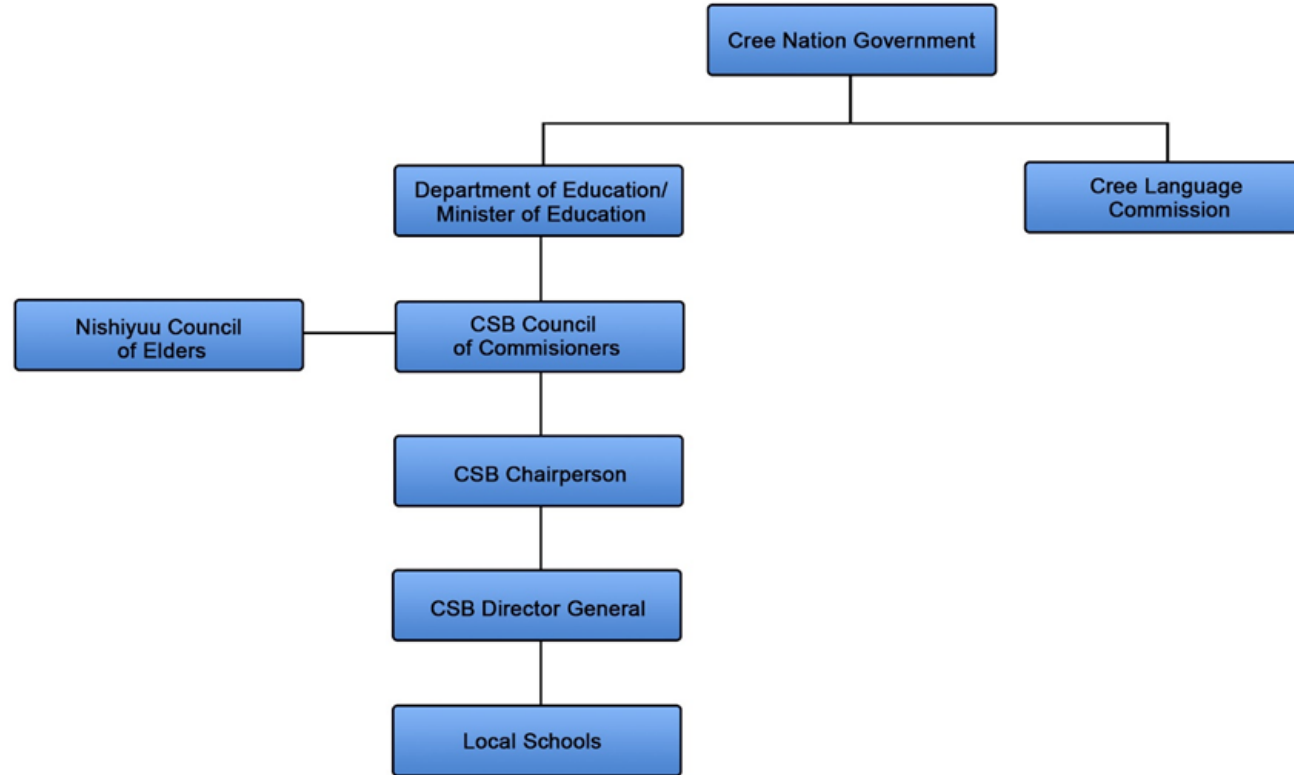 Cree Nation Government
Department of Education/
Minister of Education
Cree Language
Commission
Nishiyuu Council
of Elders
CSB Council
of Commisioners
CSB Chairperson
CSB Director General
Local Schools